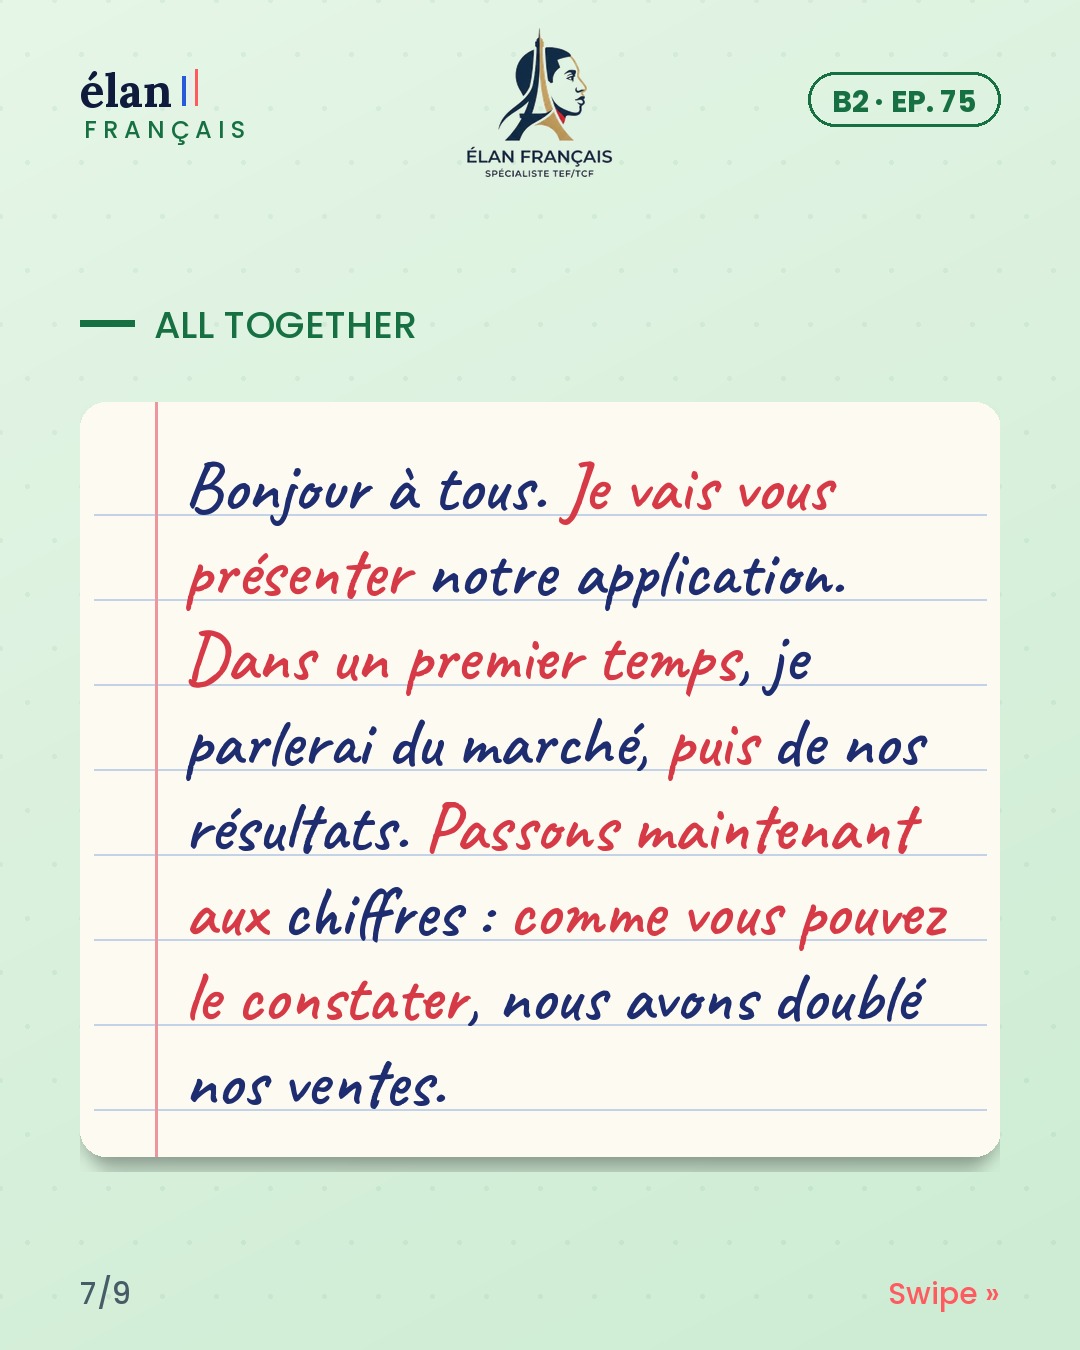 élan
FRANÇAIS
ÉLAN FRANÇAIS
SPÉCIALISTE TEF/TCF
B2 · EP. 75
ALL TOGETHER
Bonjour à tous. Je vais vous
présenter notre application.
Dans un premier temps, je
parlerai du marché, puis de nos
résultats. Passons maintenant
aux chiffres : comme vous pouvez
le constater, nous avons doublé
nos ventes.
7/9
Swipe »